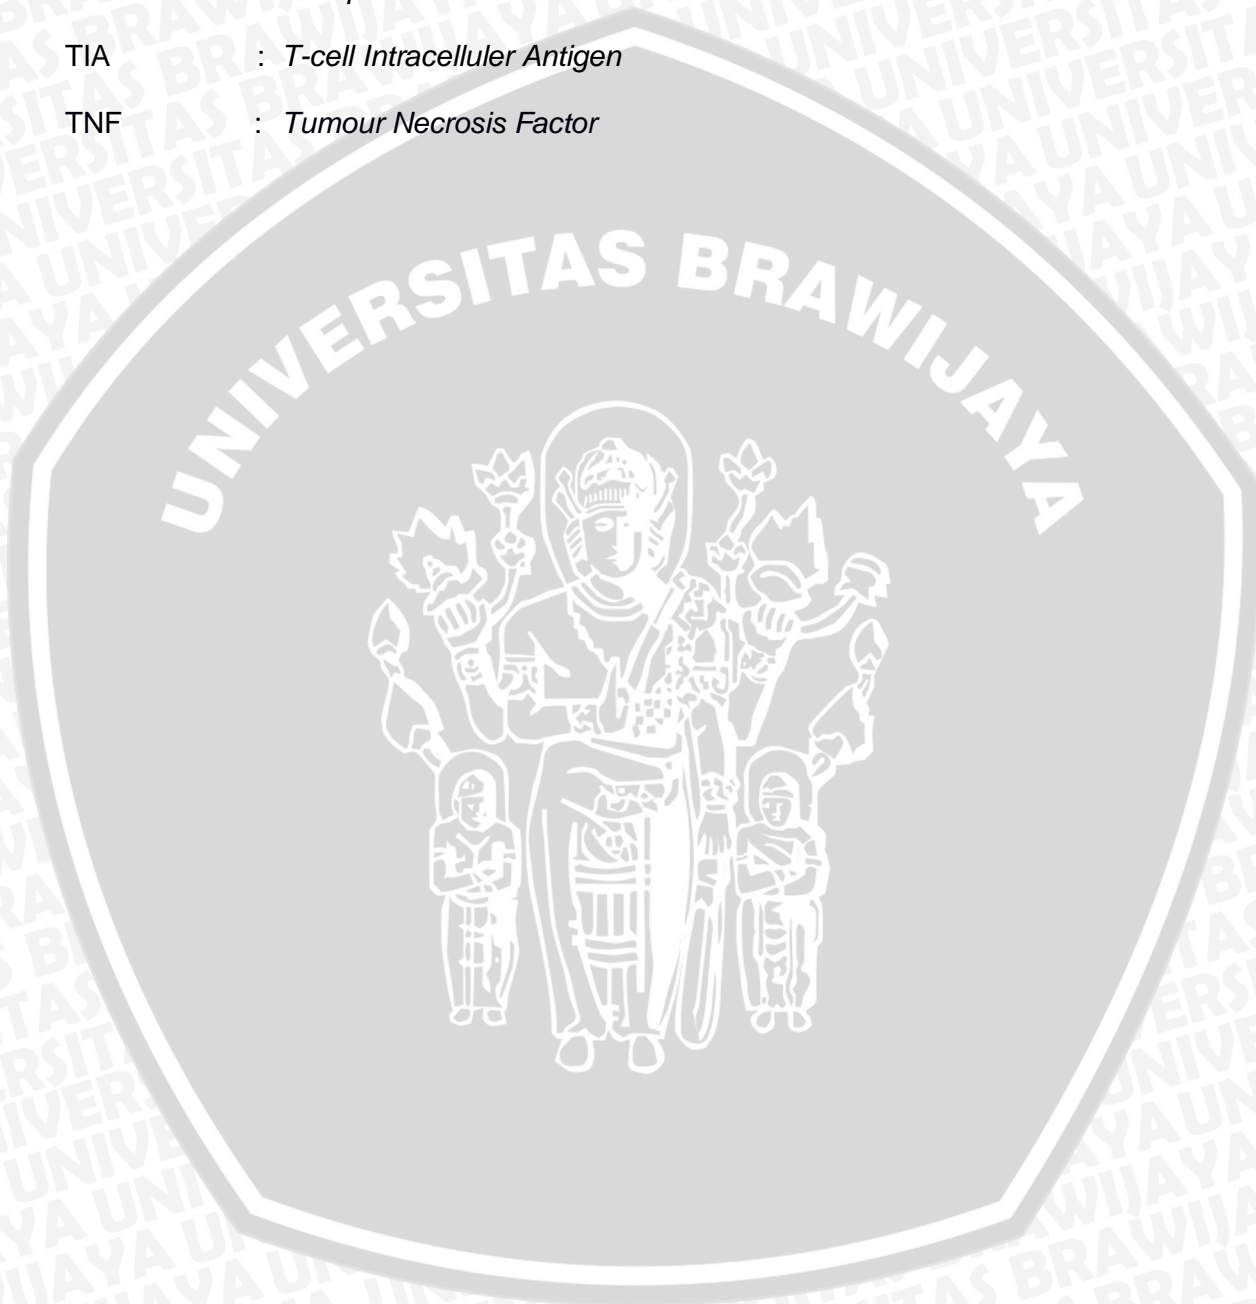 TIA : T-cell Intracelluler Antigen
TNF : Tumour Necrosis Factor
UNIVERSITAS BRAWIJAYA